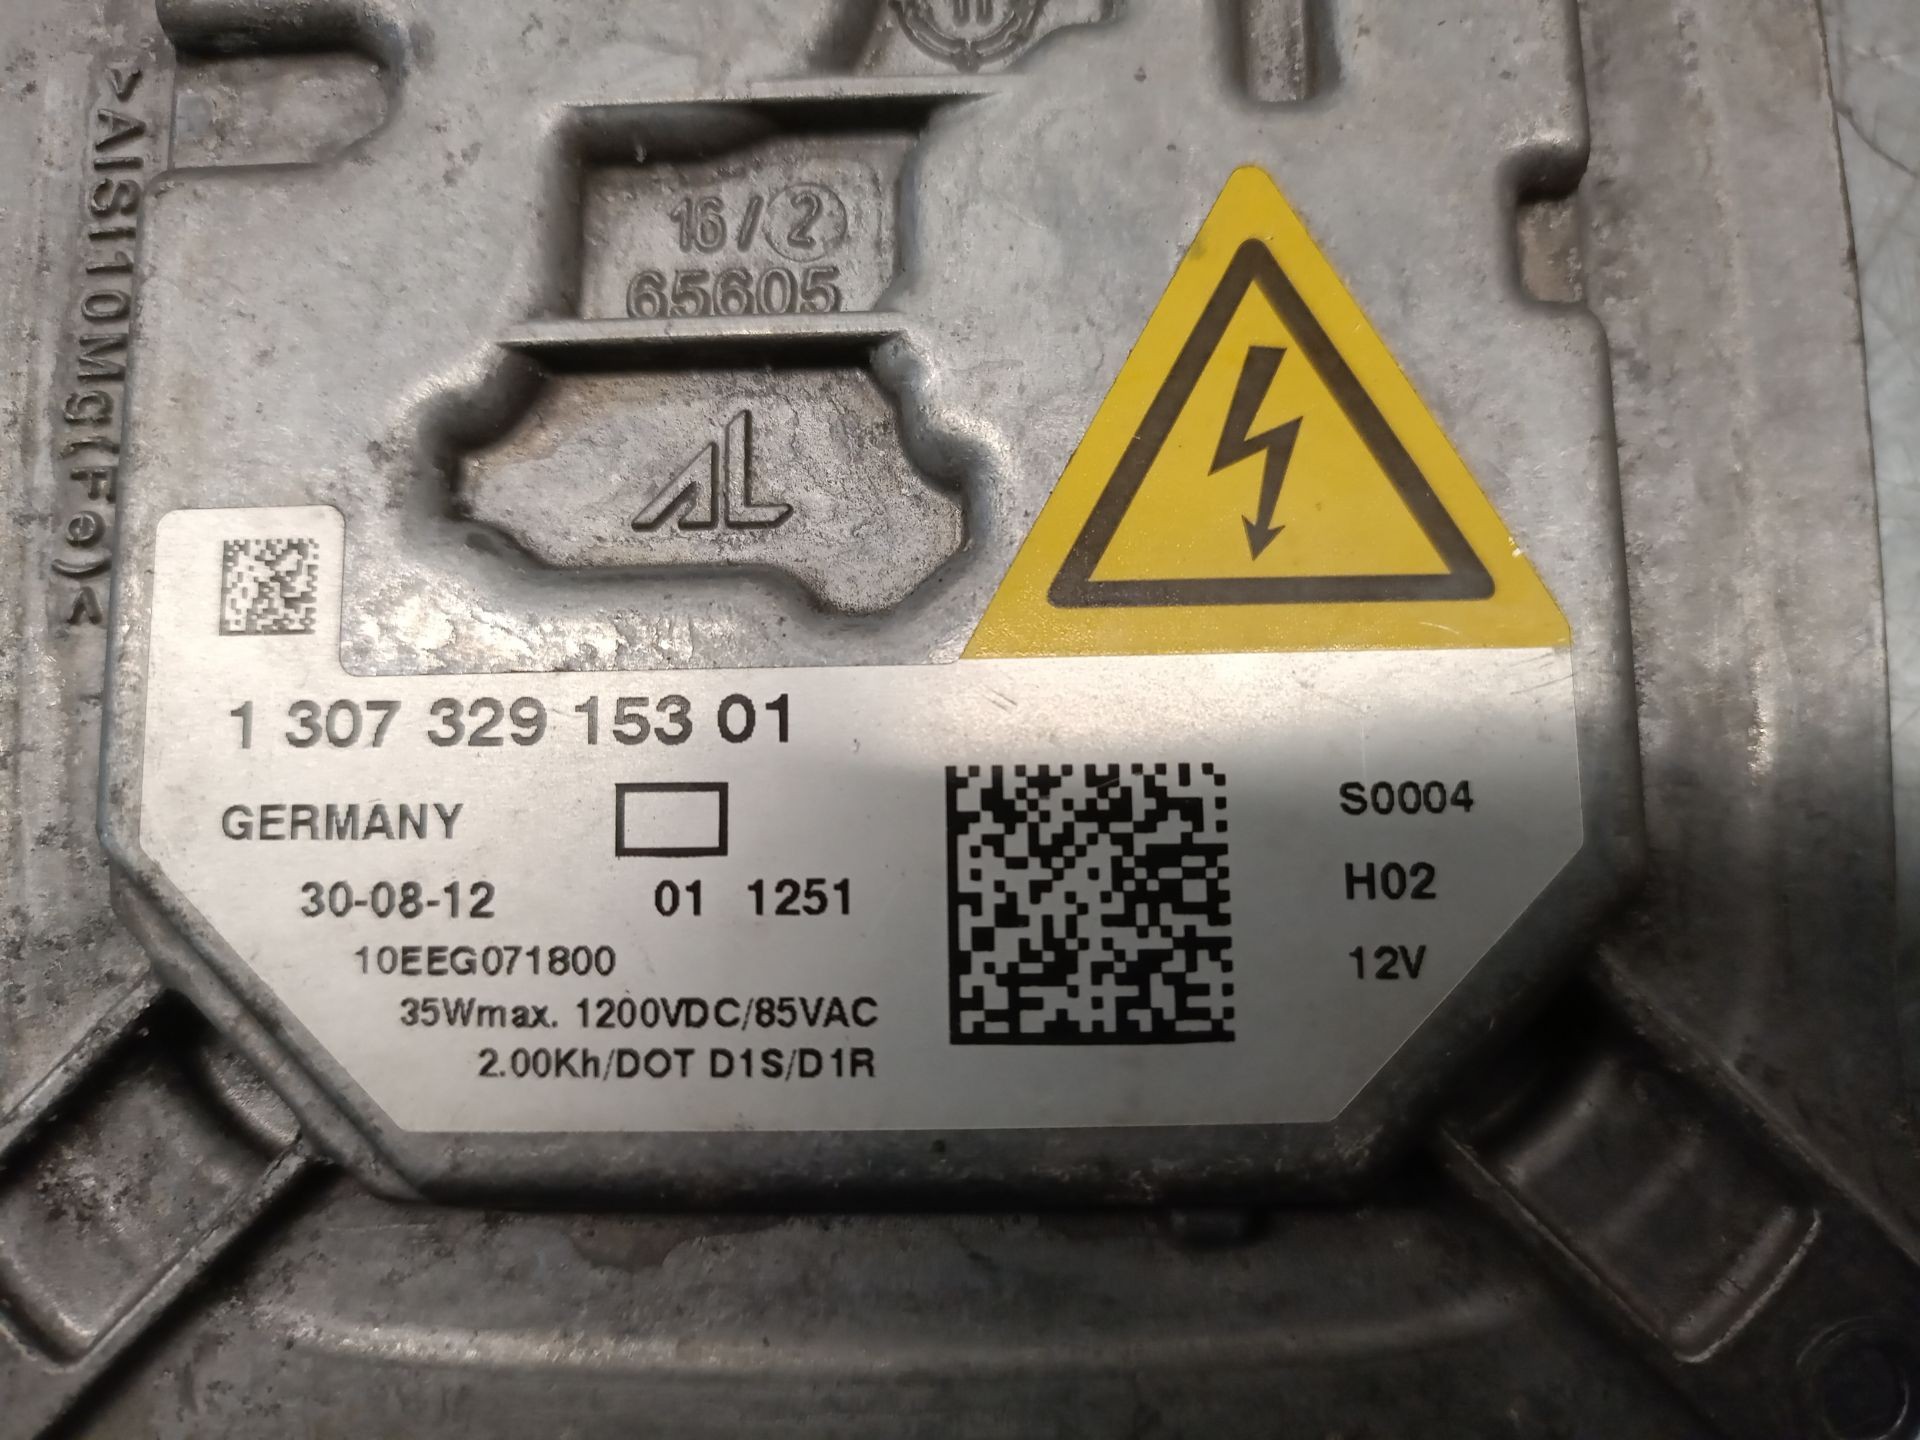 >AlSi10Mg(Fe)<
16/2
65605
AL
1 307 329 153 01
GERMANY
S0004
30-08-12 01 1251
H02
10EEG071800
12V
35Wmax. 1200VDC/85VAC
2.00Kh/DOT D1S/D1R